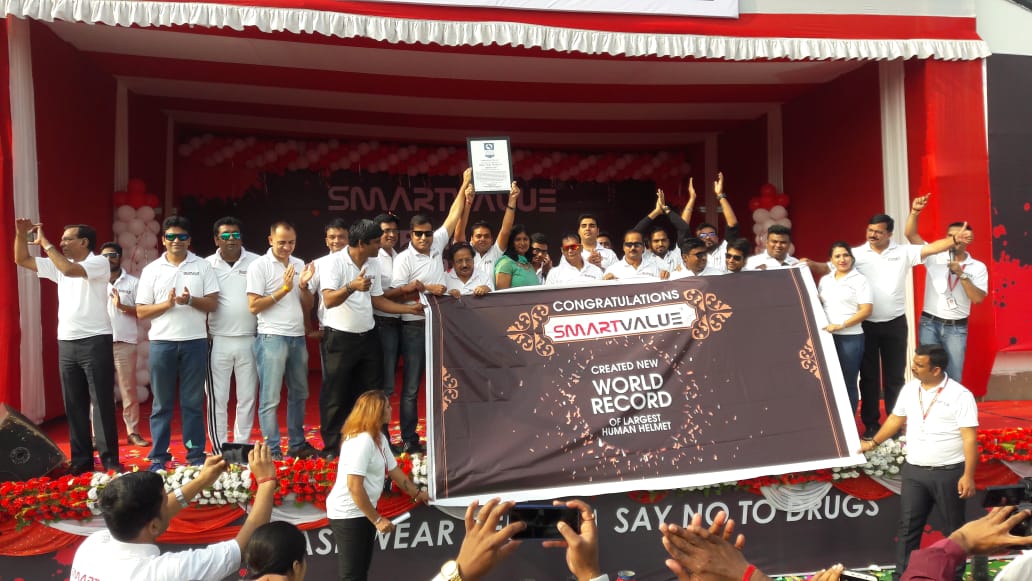 SMARTVALUE
CONGRATULATIONS
SMARTVALUE
CREATED NEW
WORLD
RECORD
OF LARGEST
HUMAN HELMET
WEAR SAY NO TO DRUGS